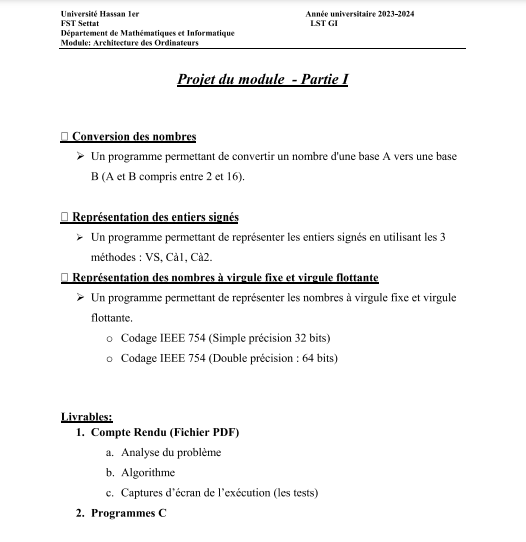 Université Hassan 1er Année universitaire 2023-2024
FST Settat LST GI
Département de Mathématiques et Informatique
Module: Architecture des Ordinateurs
Projet du module - Partie I
□ Conversion des nombres
➢ Un programme permettant de convertir un nombre d'une base A vers une base
B (A et B compris entre 2 et 16).
□ Représentation des entiers signés
➢ Un programme permettant de représenter les entiers signés en utilisant les 3
méthodes : VS, Cà1, Cà2.
□ Représentation des nombres à virgule fixe et virgule flottante
➢ Un programme permettant de représenter les nombres à virgule fixe et virgule
flottante.
o Codage IEEE 754 (Simple précision 32 bits)
o Codage IEEE 754 (Double précision : 64 bits)
Livrables:
1. Compte Rendu (Fichier PDF)
a. Analyse du problème
b. Algorithme
c. Captures d’écran de l’exécution (les tests)
2. Programmes C